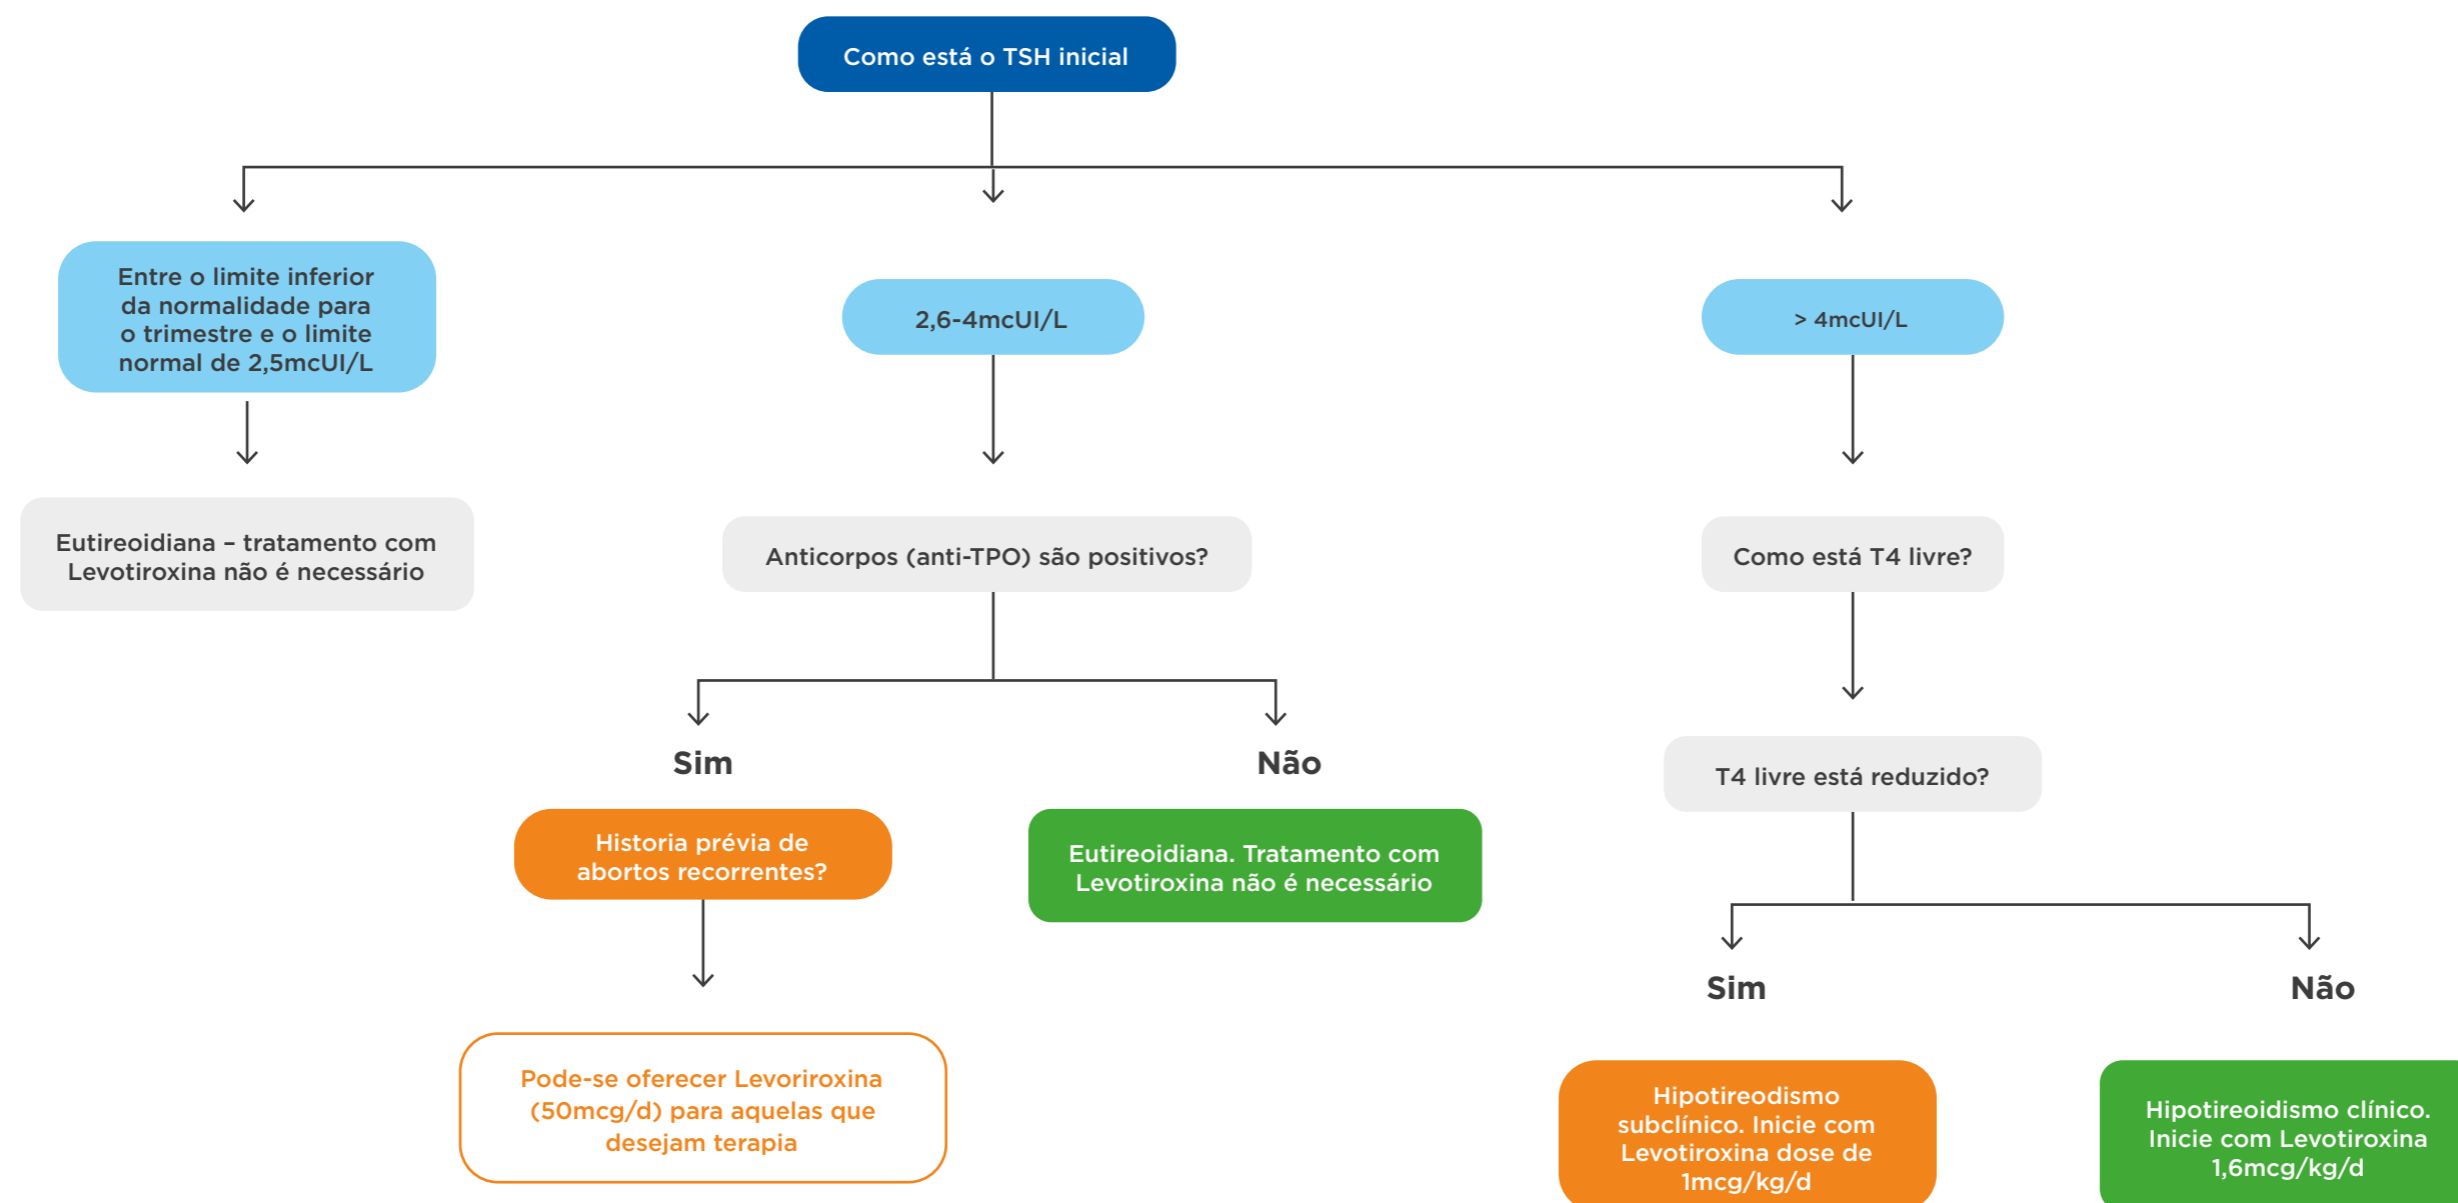 Como está o TSH inicial
Entre o limite inferior
da normalidade para
o trimestre e o limite
normal de 2,5mcUI/L
2,6-4mcUI/L
> 4mcUI/L
Eutireoidiana – tratamento com
Levotiroxina não é necessário
Anticorpos (anti-TPO) são positivos?
Como está T4 livre?
T4 livre está reduzido?
Sim
Não
Historia prévia de
abortos recorrentes?
Eutireoidiana. Tratamento com
Levotiroxina não é necessário
Pode-se oferecer Levoriroxina
(50mcg/d) para aquelas que
desejam terapia
Sim
Não
Hipotireodismo
subclínico. Inicie com
Levotiroxina dose de
1mcg/kg/d
Hipotireoidismo clínico.
Inicie com Levotiroxina
1,6mcg/kg/d